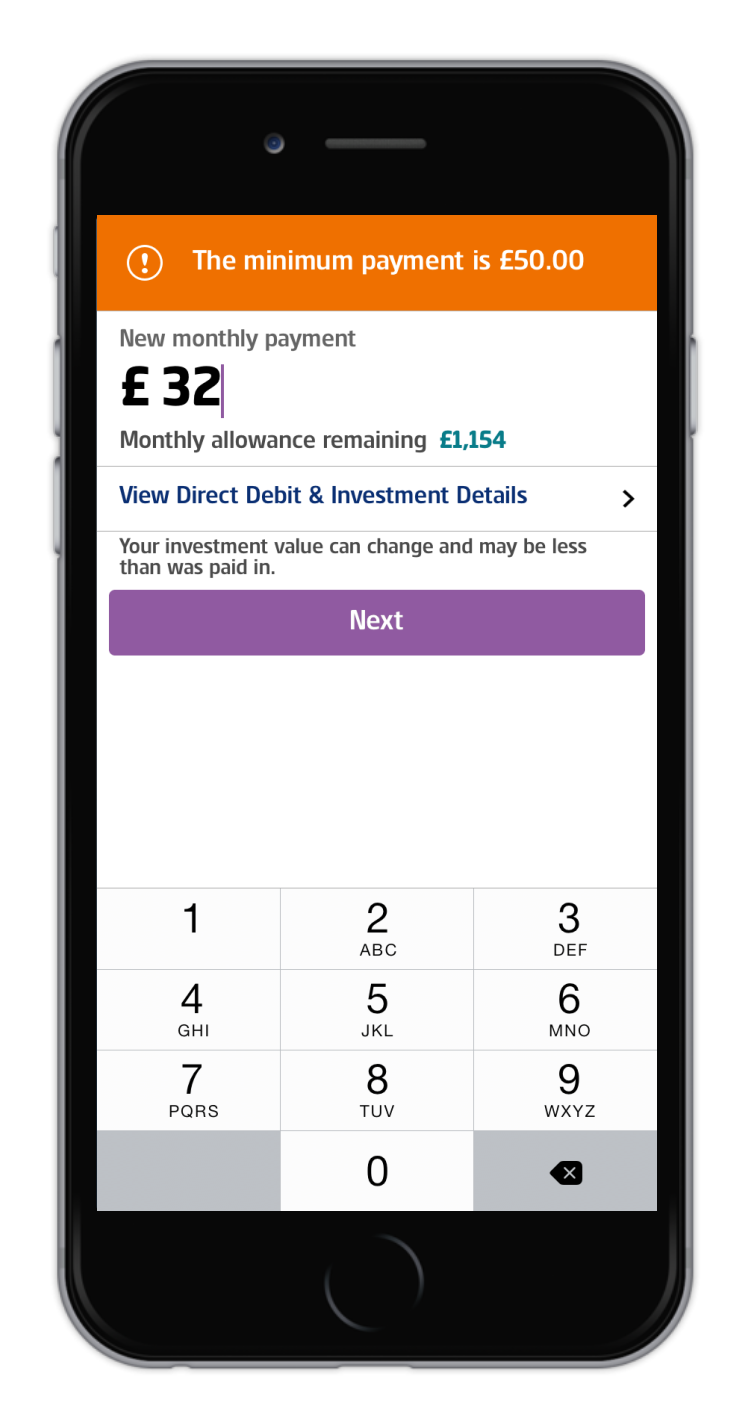 The minimum payment is £50.00
New monthly payment
£ 32
Monthly allowance remaining £1,154
View Direct Debit & Investment Details
Your investment value can change and may be less
than was paid in.
Next
1 2 3
ABC DEF
4 5 6
GHI JKL MNO
7 8 9
PQRS TUV WXYZ
0